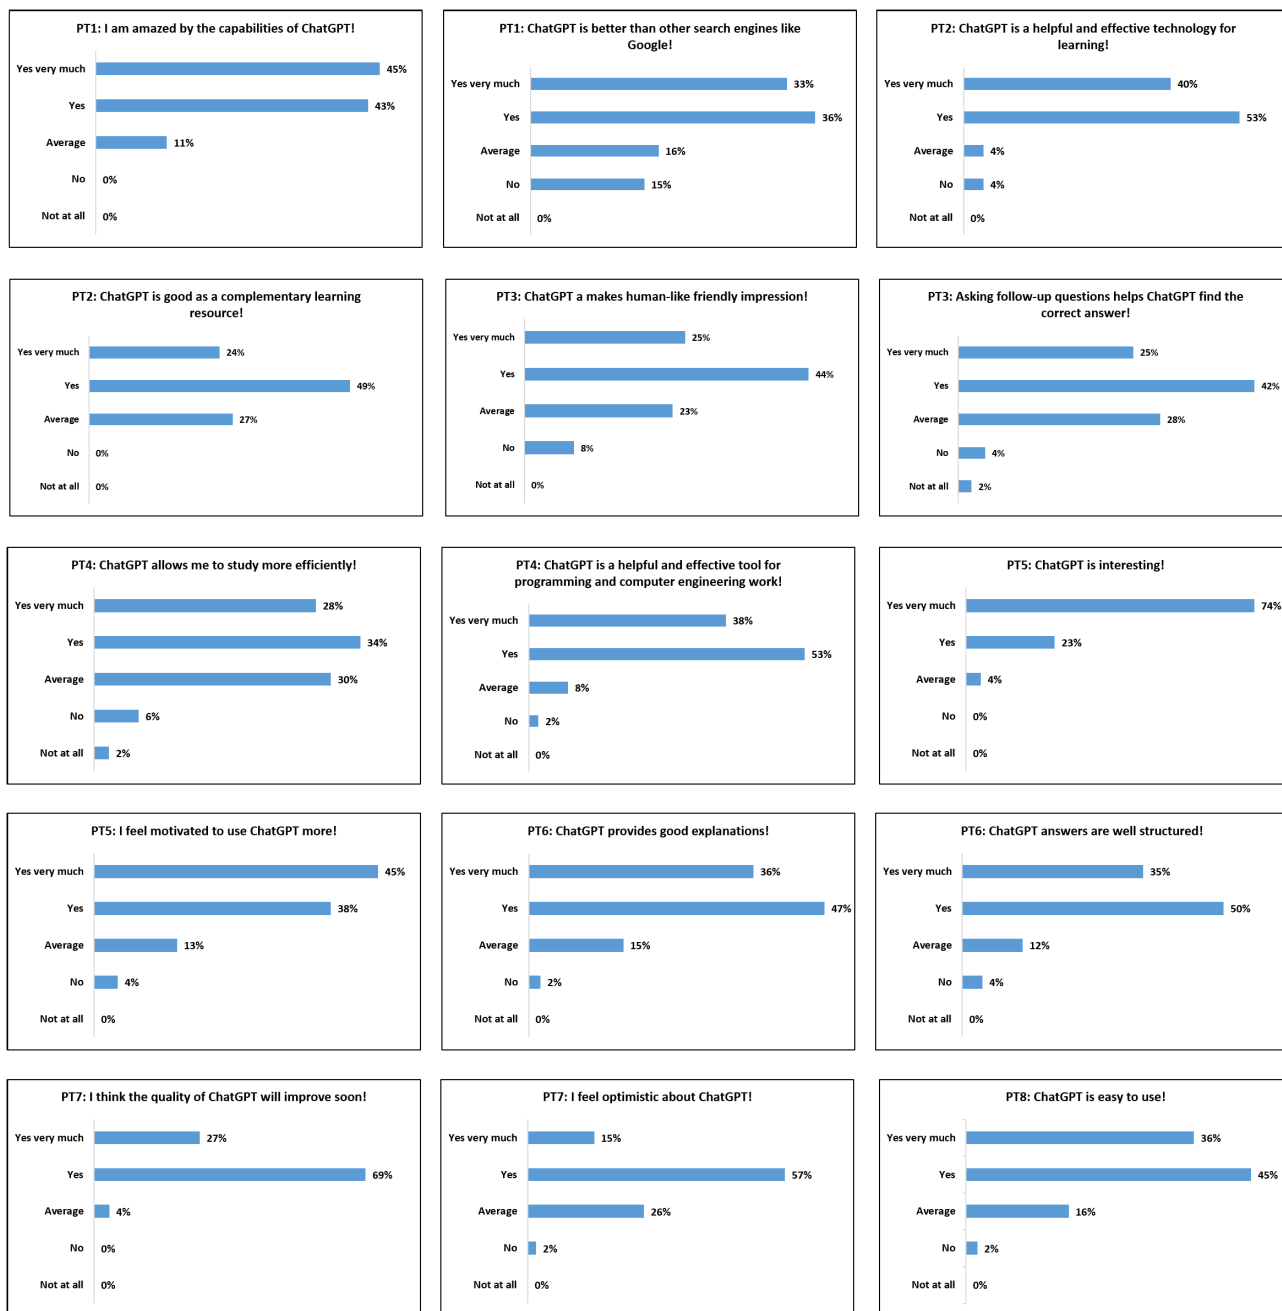 PT1: I am amazed by the capabilities of ChatGPT!
Yes very much 45%
Yes 43%
Average 11%
No 0%
Not at all 0%
PT1: ChatGPT is better than other search engines like
Google!
Yes very much 33%
Yes 36%
Average 16%
No 15%
Not at all 0%
PT2: ChatGPT is a helpful and effective technology for
learning!
Yes very much 40%
Yes 53%
Average 4%
No 4%
Not at all 0%
PT2: ChatGPT is good as a complementary learning
resource!
Yes very much 24%
Yes 49%
Average 27%
No 0%
Not at all 0%
PT3: ChatGPT a makes human-like friendly impression!
Yes very much 25%
Yes 44%
Average 23%
No 8%
Not at all 0%
PT3: Asking follow-up questions helps ChatGPT find the
correct answer!
Yes very much 25%
Yes 42%
Average 28%
No 4%
Not at all 2%
PT4: ChatGPT allows me to study more efficiently!
Yes very much 28%
Yes 34%
Average 30%
No 6%
Not at all 2%
PT4: ChatGPT is a helpful and effective tool for
programming and computer engineering work!
Yes very much 38%
Yes 53%
Average 8%
No 2%
Not at all 0%
PT5: ChatGPT is interesting!
Yes very much 74%
Yes 23%
Average 4%
No 0%
Not at all 0%
PT5: I feel motivated to use ChatGPT more!
Yes very much 45%
Yes 38%
Average 13%
No 4%
Not at all 0%
PT6: ChatGPT provides good explanations!
Yes very much 36%
Yes 47%
Average 15%
No 2%
Not at all 0%
PT6: ChatGPT answers are well structured!
Yes very much 35%
Yes 50%
Average 12%
No 4%
Not at all 0%
PT7: I think the quality of ChatGPT will improve soon!
Yes very much 27%
Yes 69%
Average 4%
No 0%
Not at all 0%
PT7: I feel optimistic about ChatGPT!
Yes very much 15%
Yes 57%
Average 26%
No 2%
Not at all 0%
PT8: ChatGPT is easy to use!
Yes very much 36%
Yes 45%
Average 16%
No 2%
Not at all 0%